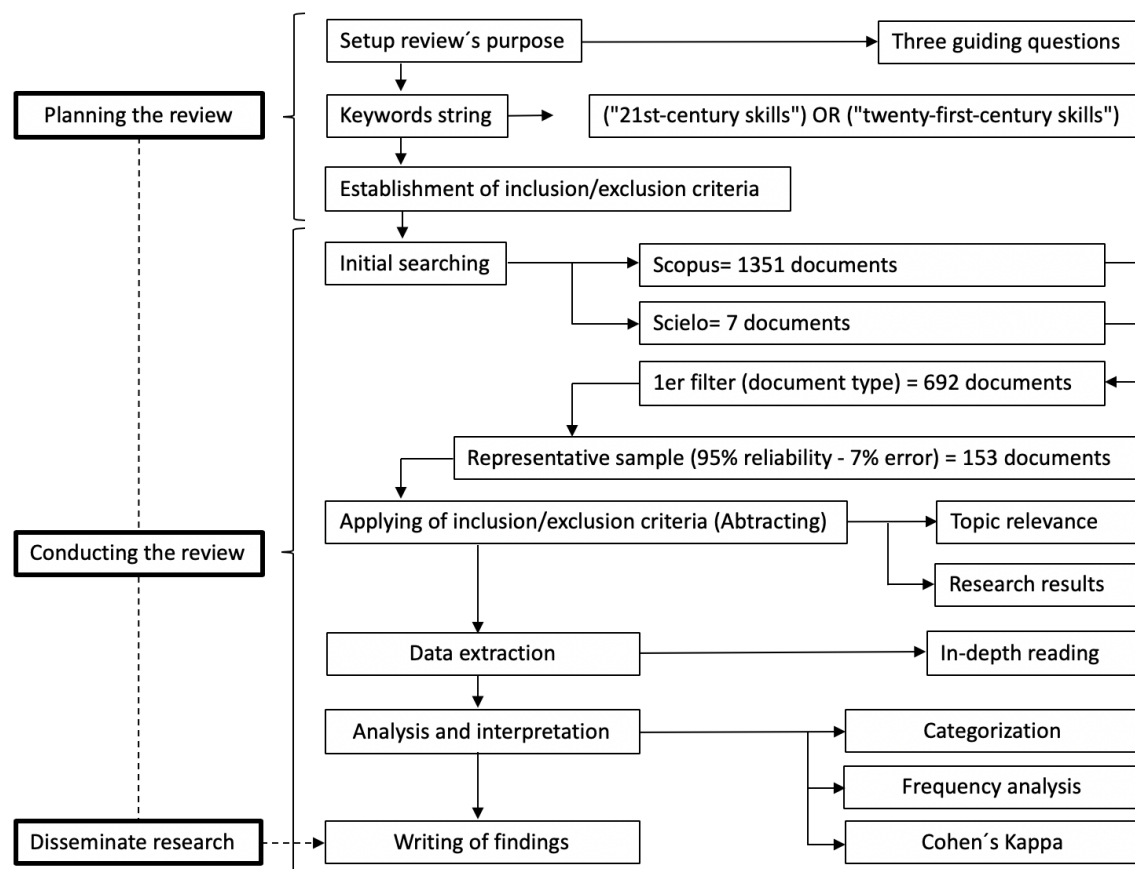 Setup review´s purpose
Three guiding questions
Planning the review
Keywords string
("21st-century skills") OR ("twenty-first-century skills")
Establishment of inclusion/exclusion criteria
Initial searching
Scopus= 1351 documents
Scielo= 7 documents
1er filter (document type) = 692 documents
Representative sample (95% reliability - 7% error) = 153 documents
Applying of inclusion/exclusion criteria (Abtracting)
Topic relevance
Conducting the review
Research results
Data extraction
In-depth reading
Analysis and interpretation
Categorization
Frequency analysis
Disseminate research
Writing of findings
Cohen´s Kappa